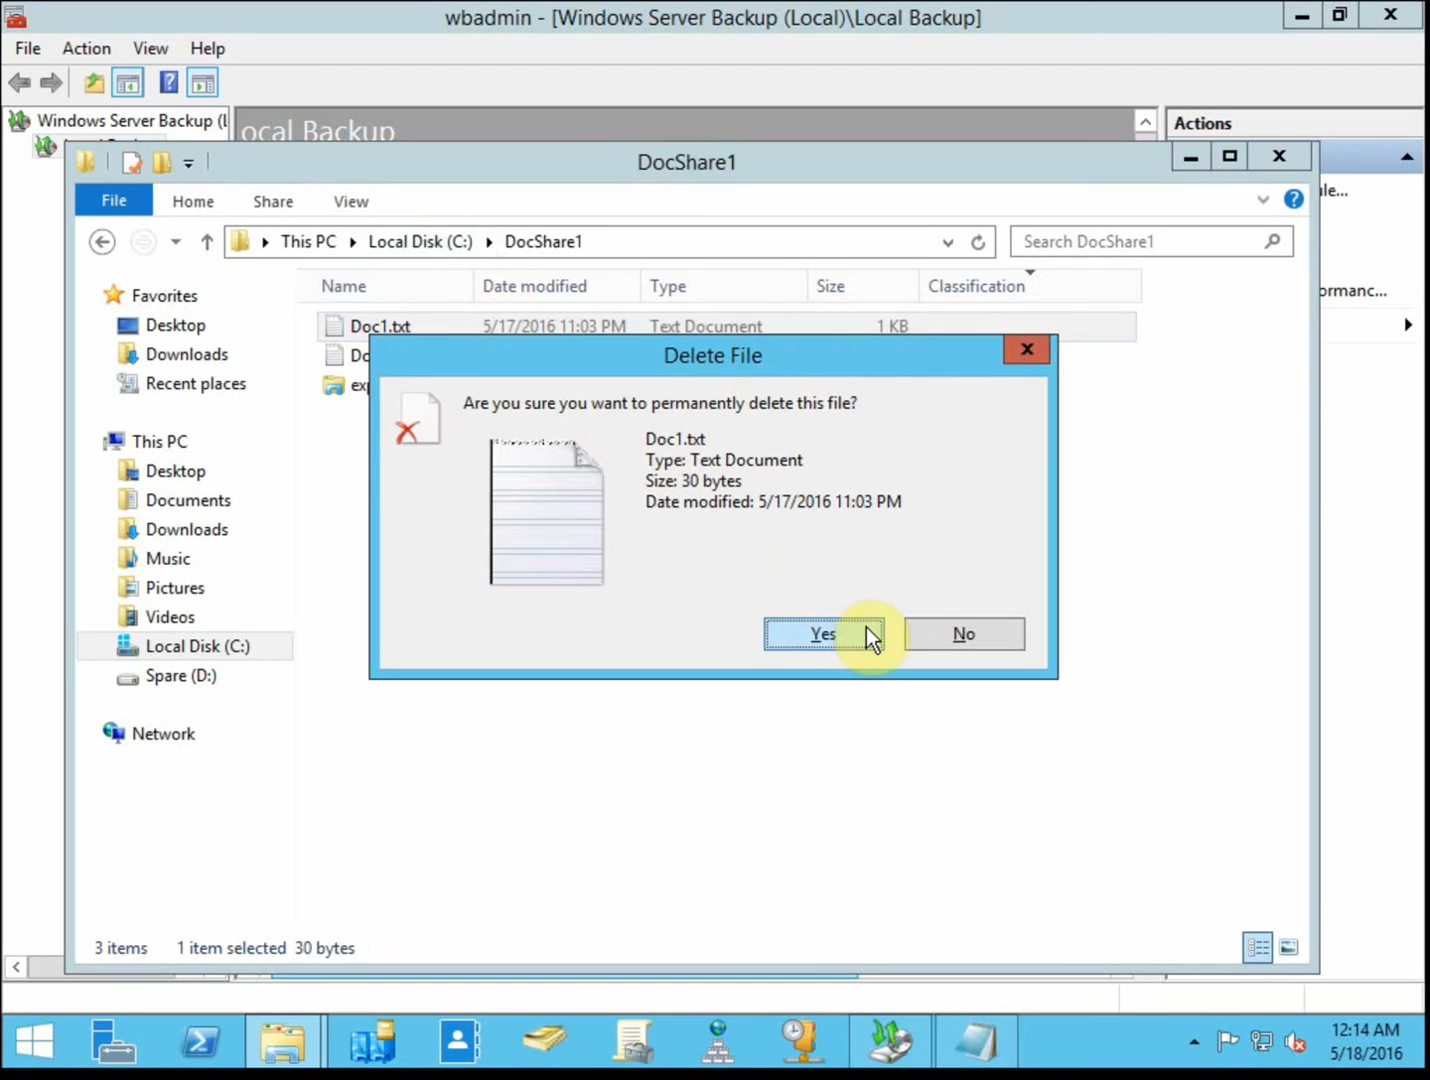 wbadmin - [Windows Server Backup (Local)\Local Backup]
File Action View Help
Windows Server Backup (l
ocal Backup
Actions
DocShare1
ule...
File Home Share View
This PC Local Disk (C:) DocShare1
Search DocShare1
Name Date modified Type Size Classification
ormanc...
Favorites
Desktop
Downloads
Recent places
This PC
Desktop
Documents
Downloads
Music
Pictures
Videos
Local Disk (C:)
Spare (D:)
Network
Doc1.txt 5/17/2016 11:03 PM Text Document 1 KB
Do
exp
Delete File
Are you sure you want to permanently delete this file?
Doc1.txt
Type: Text Document
Size: 30 bytes
Date modified: 5/17/2016 11:03 PM
Yes No
3 items 1 item selected 30 bytes
12:14 AM
5/18/2016